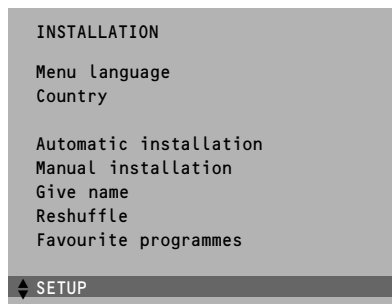 INSTALLATION
Menu language
Country
Automatic installation
Manual installation
Give name
Reshuffle
Favourite programmes
SETUP